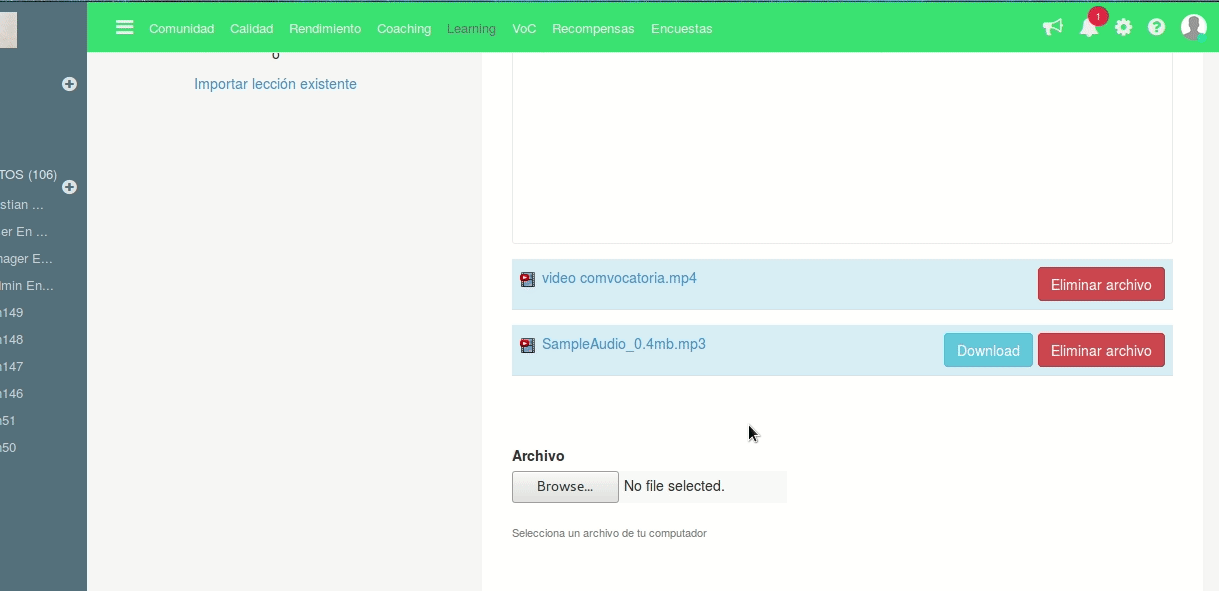 Comunidad Calidad Rendimiento Coaching Learning VoC Recompensas Encuestas 1
o
Importar lección existente
TOS (106)
stian ...
er En ...
nager E...
min En...
149
148
147
146
51
50
video comvocatoria.mp4 Eliminar archivo
SampleAudio_0.4mb.mp3 Download Eliminar archivo
Archivo
Browse... No file selected.
Selecciona un archivo de tu computador